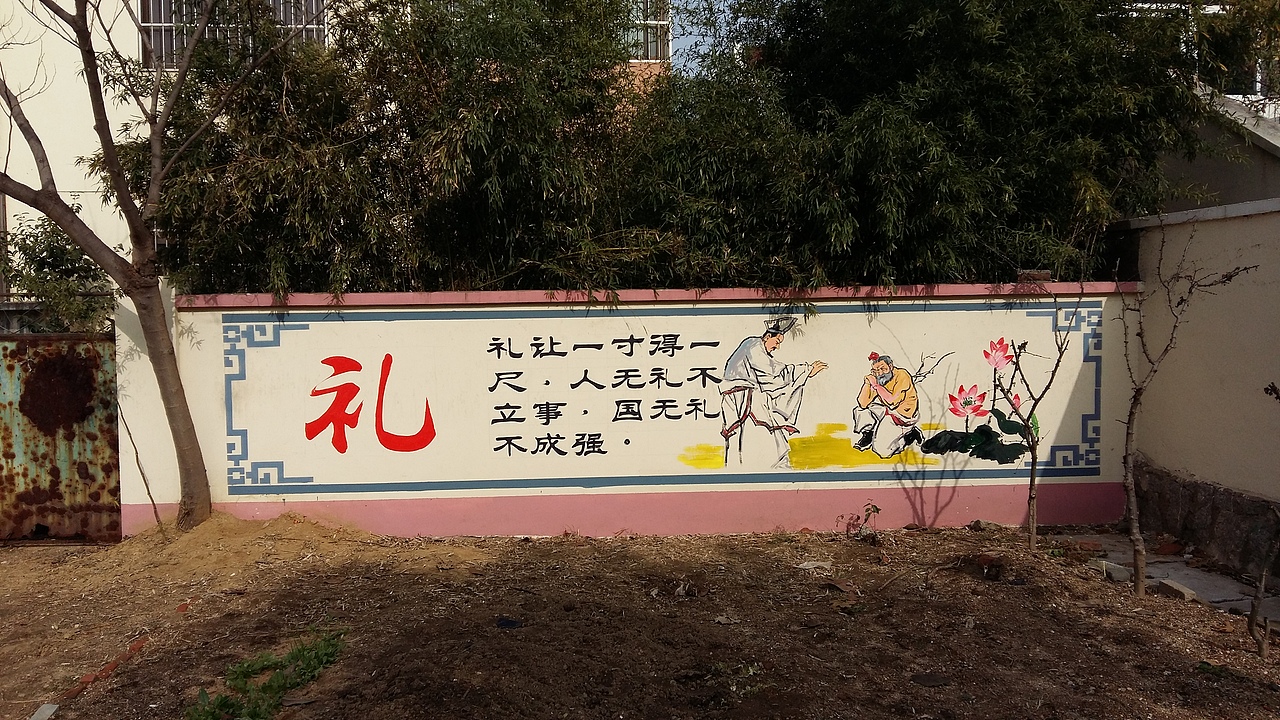 礼
礼让一寸得一
尺，人无礼不
立事，国无礼
不成强。